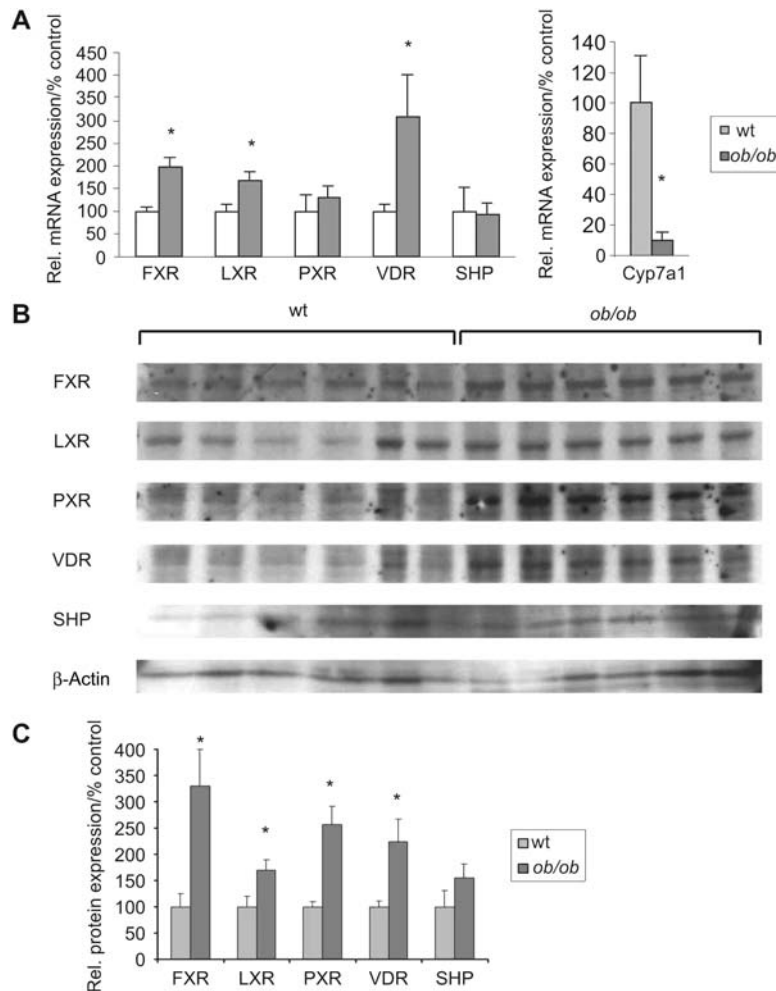 A
Rel. mRNA expression/% control
450
400
350
300
250
200
150
100
50
0
*
*
*
FXR
LXR
PXR
VDR
SHP
Rel. mRNA expression/% control
140
120
100
80
60
40
20
0
*
Cyp7a1
wt
ob/ob
B
wt
ob/ob
FXR
LXR
PXR
VDR
SHP
β-Actin
C
Rel. protein expression/% control
400
350
300
250
200
150
100
50
0
*
*
*
*
FXR
LXR
PXR
VDR
SHP
wt
ob/ob